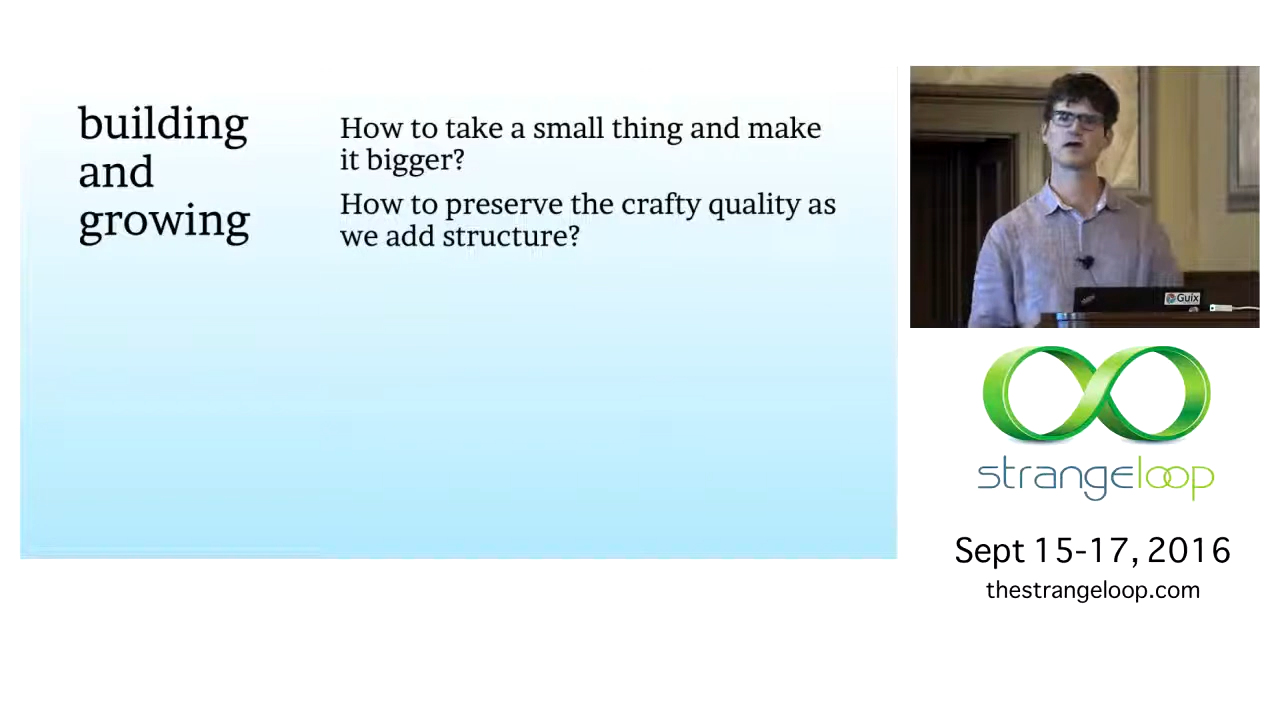 building
and
growing
How to take a small thing and make
it bigger?
How to preserve the crafty quality as
we add structure?
Guix
strangeloop
Sept 15-17, 2016
thestrangeloop.com